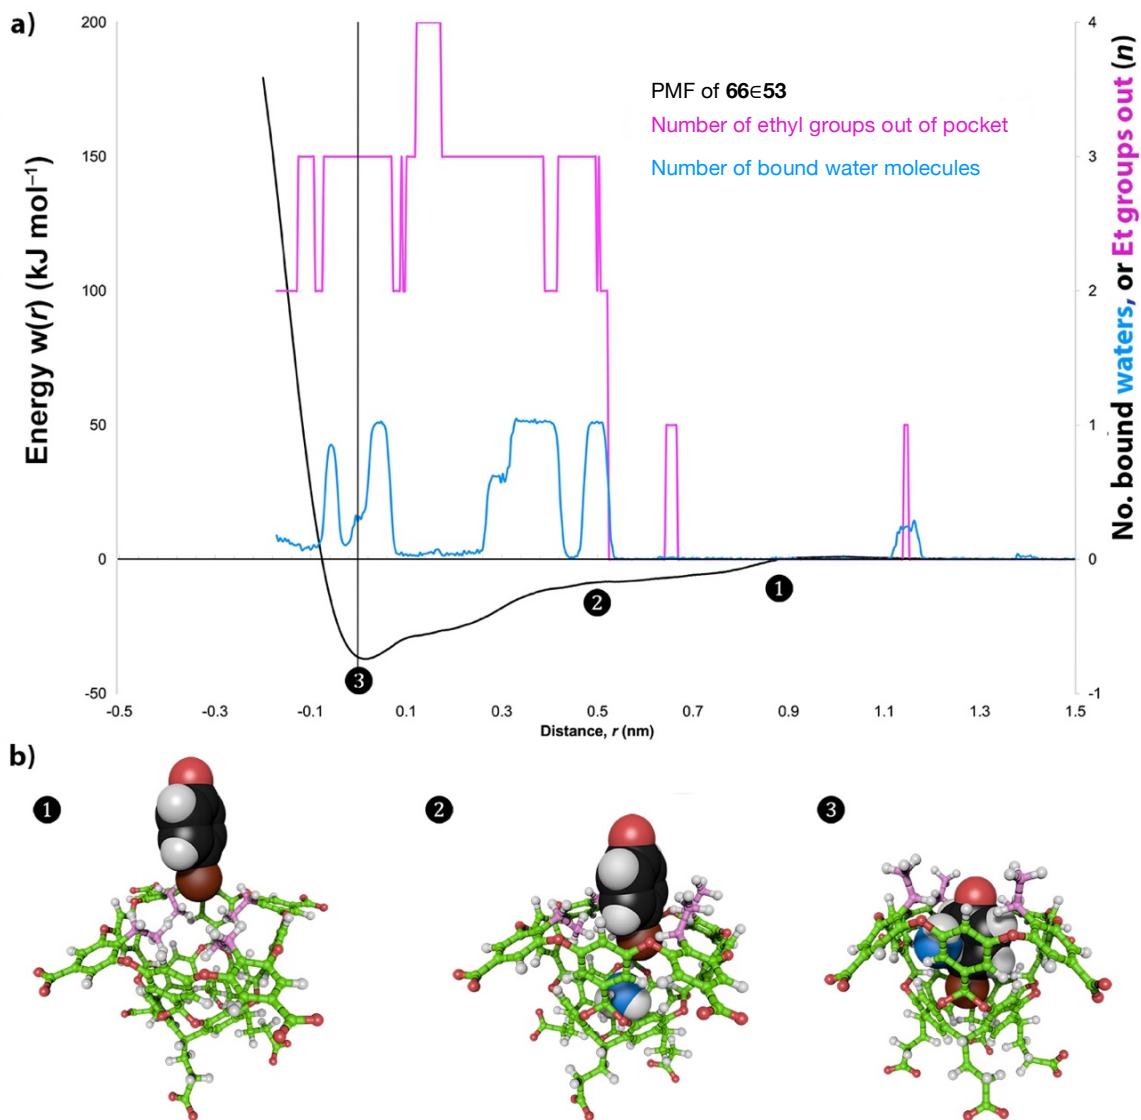 a)
200
150
100
50
0
-50
Energy w(r) (kJ mol⁻¹)
4
3
2
1
0
-1
No. bound waters, or Et groups out (n)
PMF of 66∈53
Number of ethyl groups out of pocket
Number of bound water molecules
1
2
3
-0.5 -0.3 -0.1 0.1 0.3 0.5 0.7 0.9 1.1 1.3 1.5
Distance, r (nm)
b)
1 2 3